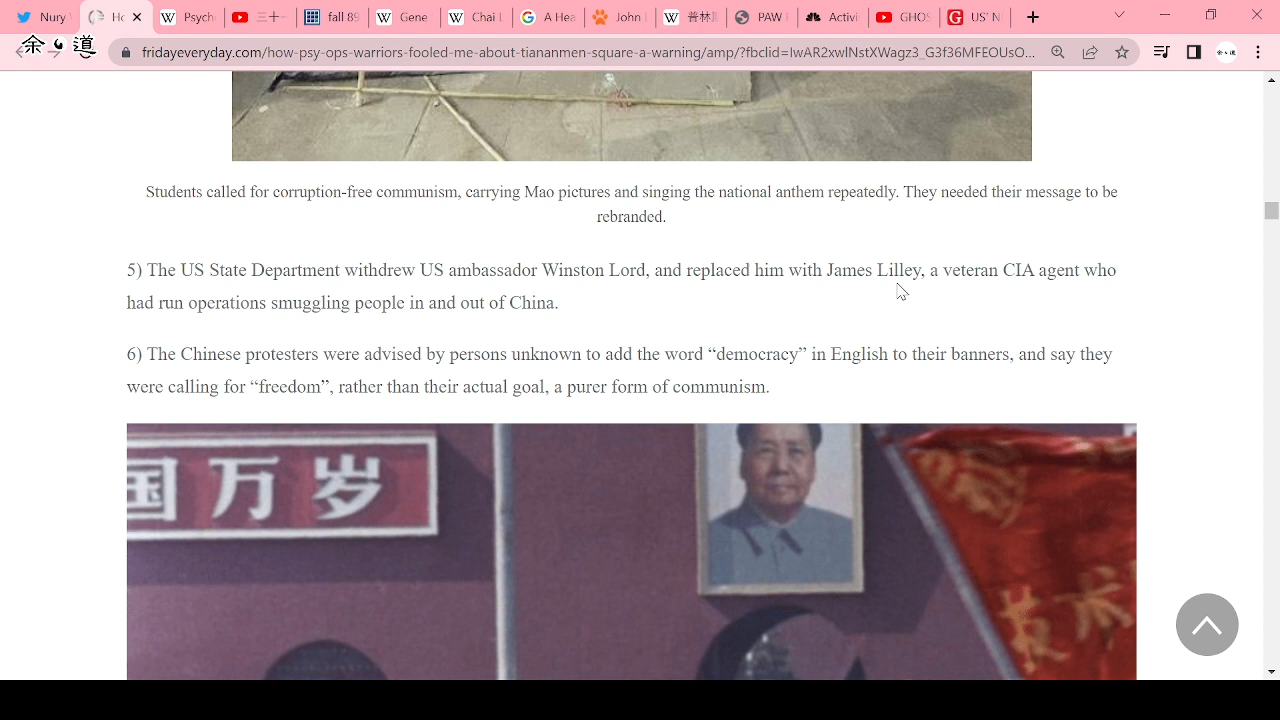 Nury
Ho
Psych
三十一
fall 89
Gene
Chai L
A Hea
John
普林斯
PAW
Activi
GHOS
US' N
余 道
fridayeveryday.com/how-psy-ops-warriors-fooled-me-about-tiananmen-square-a-warning/amp/?fbclid=IwAR2xwlNstXWagz3_G3f36MFEOUsO...
Students called for corruption-free communism, carrying Mao pictures and singing the national anthem repeatedly. They needed their message to be
rebranded.
5) The US State Department withdrew US ambassador Winston Lord, and replaced him with James Lilley, a veteran CIA agent who
had run operations smuggling people in and out of China.
6) The Chinese protesters were advised by persons unknown to add the word “democracy” in English to their banners, and say they
were calling for “freedom”, rather than their actual goal, a purer form of communism.
国万岁